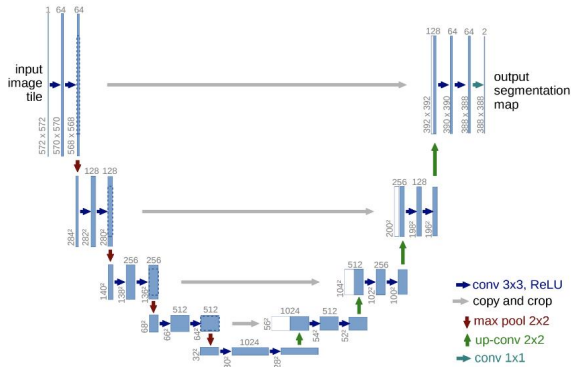 1 64 64
128 64 64 2
input
image
tile
output
segmentation
map
572 x 572
570 x 570
568 x 568
392 x 392
390 x 390
388 x 388
388 x 388
128 128
256 128
284²
282²
280²
200²
198²
196²
256 256
512 256
140²
138²
136²
104²
102²
100²
512 512
1024 512
68²
66²
64²
56²
54²
52²
1024
32²
30²
28²
conv 3x3, ReLU
copy and crop
max pool 2x2
up-conv 2x2
conv 1x1